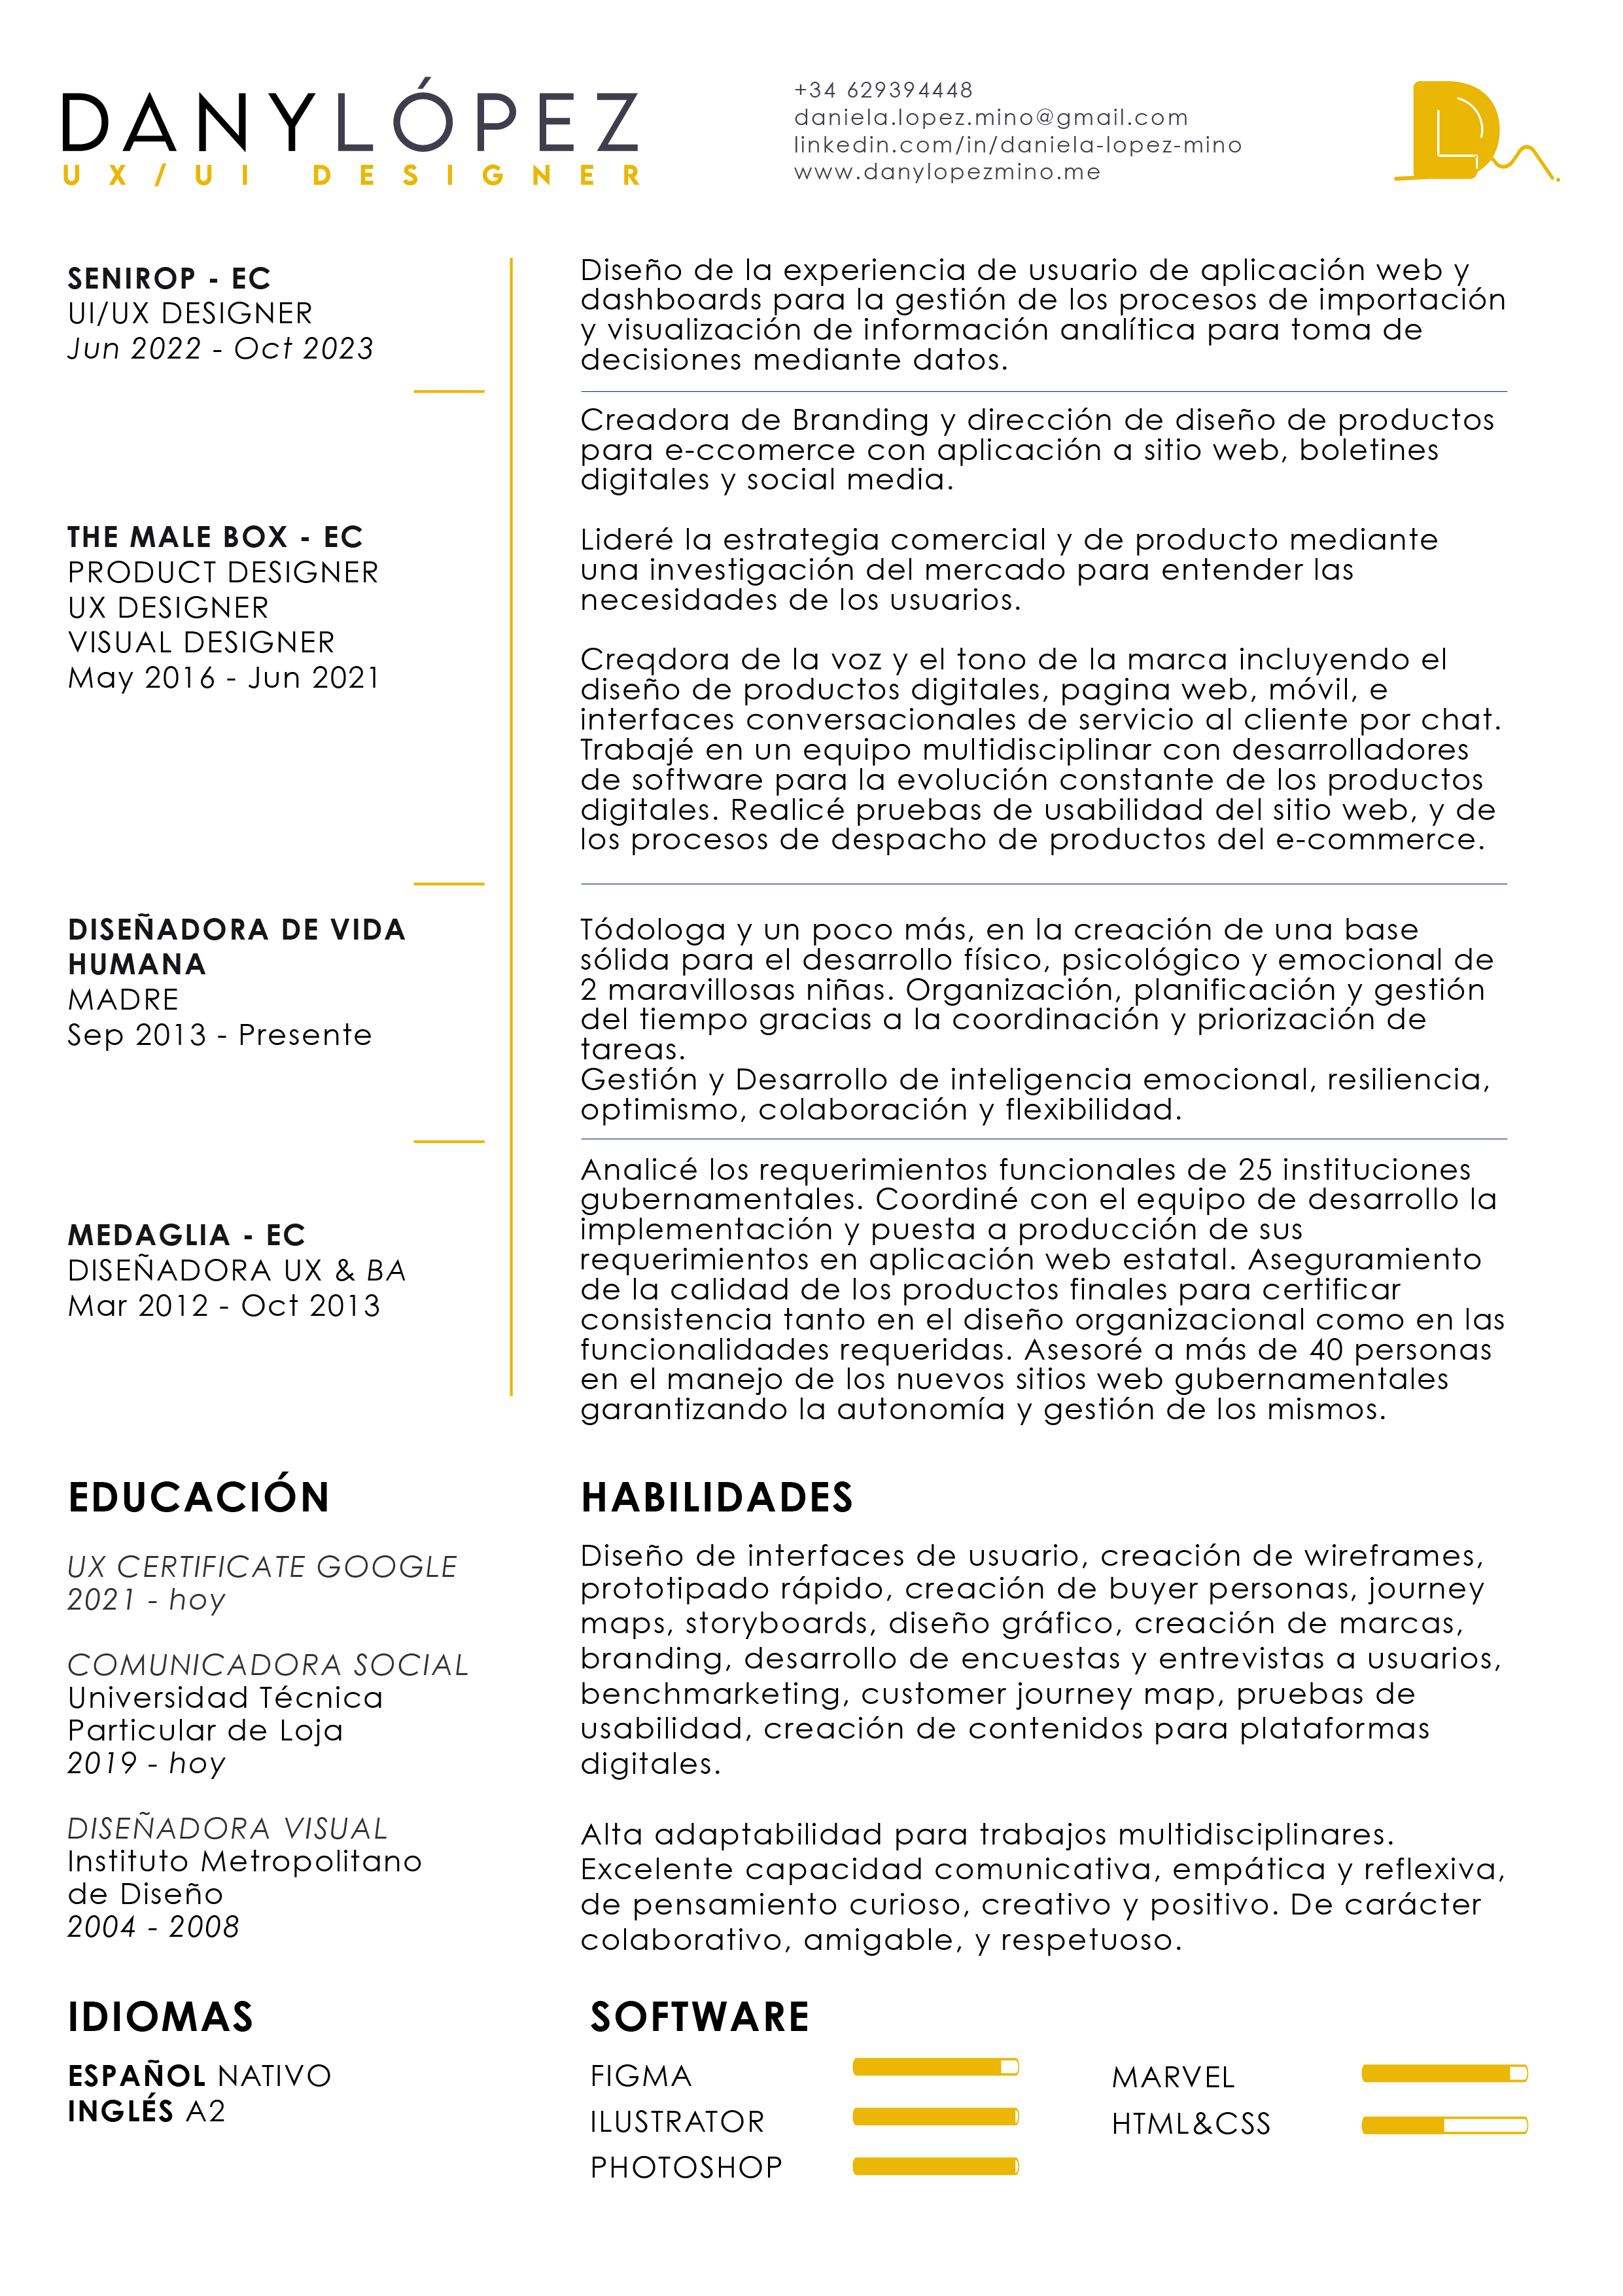 DANYLÓPEZ
UX/UI DESIGNER
+34 629394448
daniela.lopez.mino@gmail.com
linkedin.com/in/daniela-lopez-mino
www.danylopezmino.me
DL
SENIROP - EC
UI/UX DESIGNER
Jun 2022 - Oct 2023
Diseño de la experiencia de usuario de aplicación web y
dashboards para la gestión de los procesos de importación
y visualización de información analítica para toma de
decisiones mediante datos.
THE MALE BOX - EC
PRODUCT DESIGNER
UX DESIGNER
VISUAL DESIGNER
May 2016 - Jun 2021
Creadora de Branding y dirección de diseño de productos
para e-ccomerce con aplicación a sitio web, boletines
digitales y social media.
Lideré la estrategia comercial y de producto mediante
una investigación del mercado para entender las
necesidades de los usuarios.
Creqdora de la voz y el tono de la marca incluyendo el
diseño de productos digitales, pagina web, móvil, e
interfaces conversacionales de servicio al cliente por chat.
Trabajé en un equipo multidisciplinar con desarrolladores
de software para la evolución constante de los productos
digitales. Realicé pruebas de usabilidad del sitio web, y de
los procesos de despacho de productos del e-commerce.
DISEÑADORA DE VIDA
HUMANA
MADRE
Sep 2013 - Presente
Tódologa y un poco más, en la creación de una base
sólida para el desarrollo físico, psicológico y emocional de
2 maravillosas niñas. Organización, planificación y gestión
del tiempo gracias a la coordinación y priorización de
tareas.
Gestión y Desarrollo de inteligencia emocional, resiliencia,
optimismo, colaboración y flexibilidad.
MEDAGLIA - EC
DISEÑADORA UX & BA
Mar 2012 - Oct 2013
Analicé los requerimientos funcionales de 25 instituciones
gubernamentales. Coordiné con el equipo de desarrollo la
implementación y puesta a producción de sus
requerimientos en aplicación web estatal. Aseguramiento
de la calidad de los productos finales para certificar
consistencia tanto en el diseño organizacional como en las
funcionalidades requeridas. Asesoré a más de 40 personas
en el manejo de los nuevos sitios web gubernamentales
garantizando la autonomía y gestión de los mismos.
EDUCACIÓN
UX CERTIFICATE GOOGLE
2021 - hoy
COMUNICADORA SOCIAL
Universidad Técnica
Particular de Loja
2019 - hoy
DISEÑADORA VISUAL
Instituto Metropolitano
de Diseño
2004 - 2008
HABILIDADES
Diseño de interfaces de usuario, creación de wireframes,
prototipado rápido, creación de buyer personas, journey
maps, storyboards, diseño gráfico, creación de marcas,
branding, desarrollo de encuestas y entrevistas a usuarios,
benchmarketing, customer journey map, pruebas de
usabilidad, creación de contenidos para plataformas
digitales.
Alta adaptabilidad para trabajos multidisciplinares.
Excelente capacidad comunicativa, empática y reflexiva,
de pensamiento curioso, creativo y positivo. De carácter
colaborativo, amigable, y respetuoso.
IDIOMAS
ESPAÑOL NATIVO
INGLÉS A2
SOFTWARE
FIGMA
ILUSTRATOR
PHOTOSHOP
MARVEL
HTML&CSS